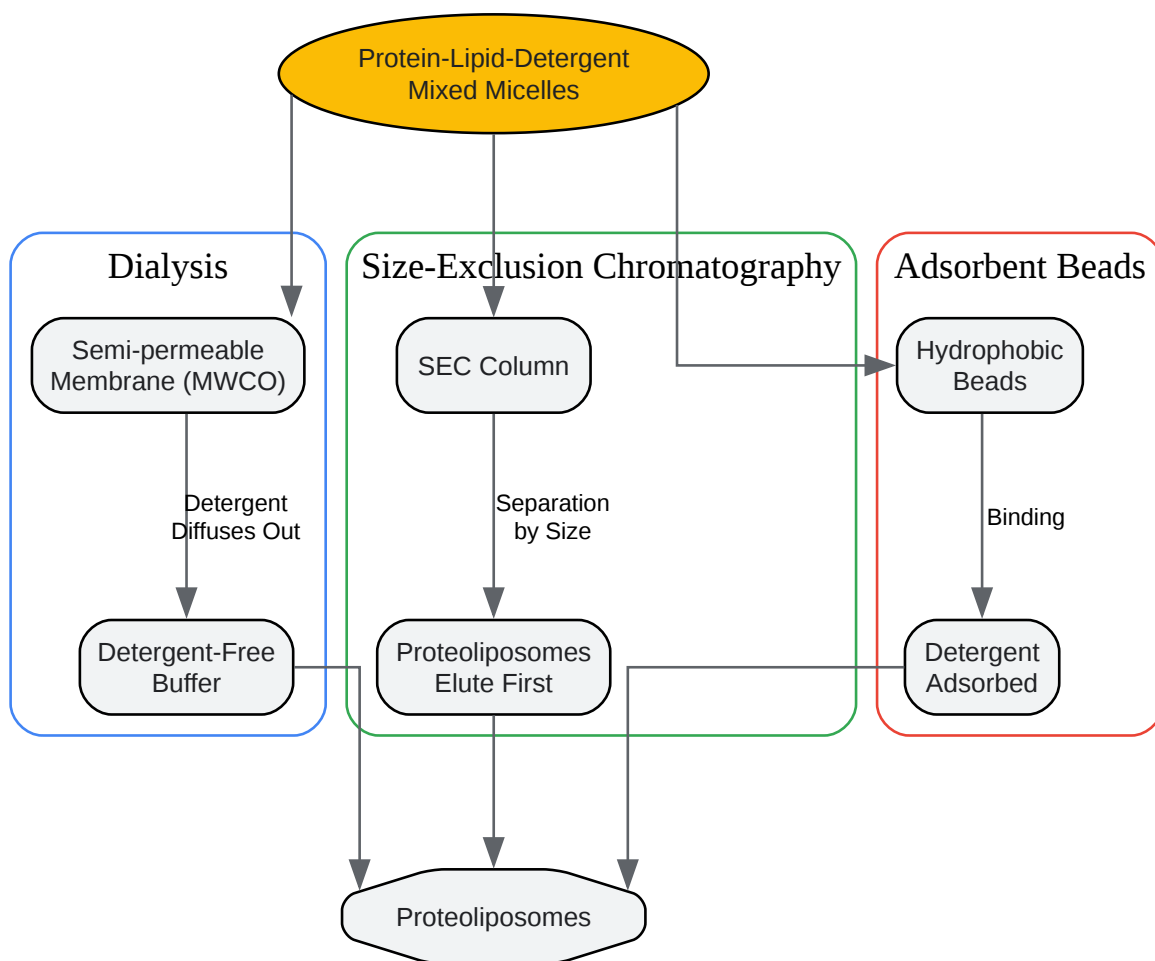 Protein-Lipid-Detergent
Mixed Micelles
Dialysis
Size-Exclusion Chromatography
Adsorbent Beads
Semi-permeable
Membrane (MWCO)
SEC Column
Hydrophobic
Beads
Detergent
Diffuses Out
Separation
by Size
Binding
Detergent-Free
Buffer
Proteoliposomes
Elute First
Detergent
Adsorbed
Proteoliposomes